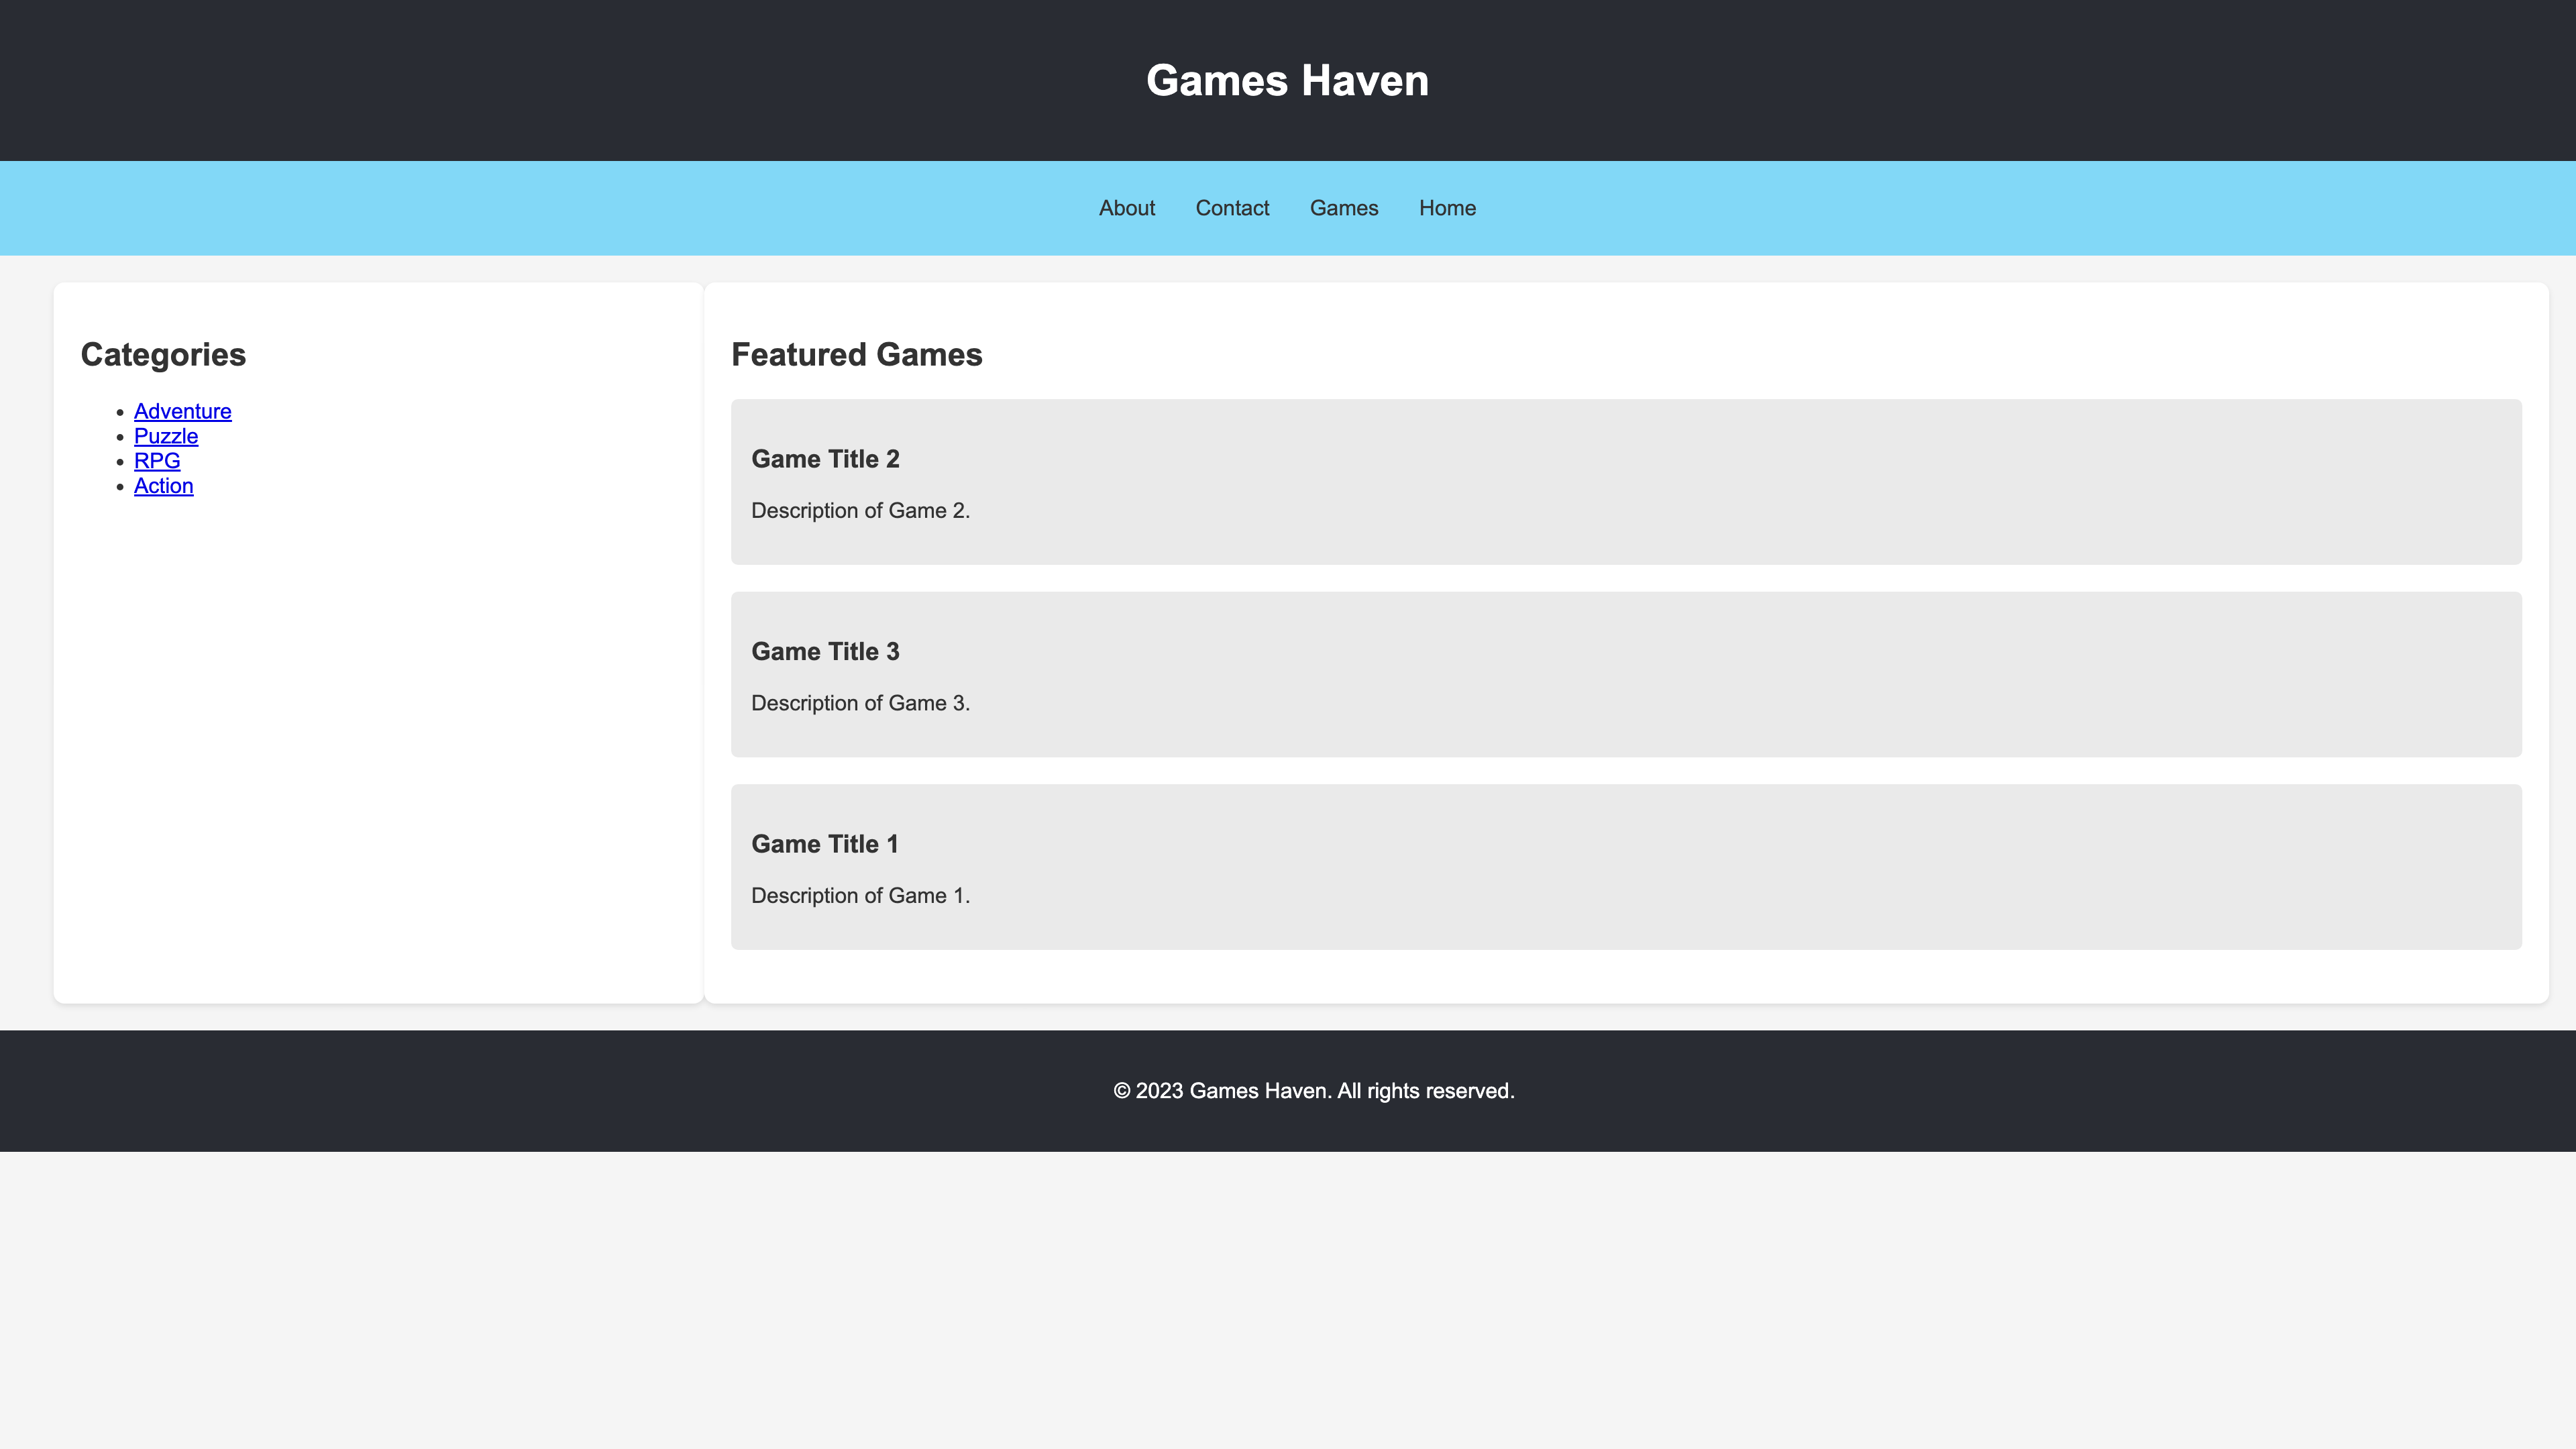 Games Haven
About Contact Games Home
Categories
Adventure
Puzzle
RPG
Action
Featured Games
Game Title 2
Description of Game 2.
Game Title 3
Description of Game 3.
Game Title 1
Description of Game 1.
© 2023 Games Haven. All rights reserved.